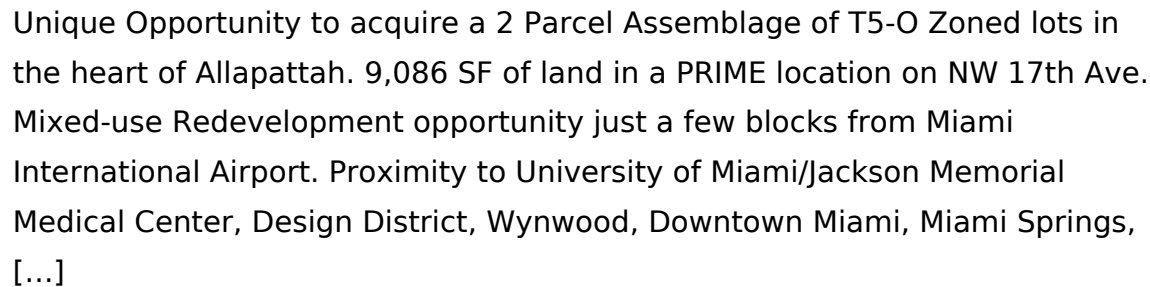 Unique Opportunity to acquire a 2 Parcel Assemblage of T5-O Zoned lots in
the heart of Allapattah. 9,086 SF of land in a PRIME location on NW 17th Ave.
Mixed-use Redevelopment opportunity just a few blocks from Miami
International Airport. Proximity to University of Miami/Jackson Memorial
Medical Center, Design District, Wynwood, Downtown Miami, Miami Springs,
[…]